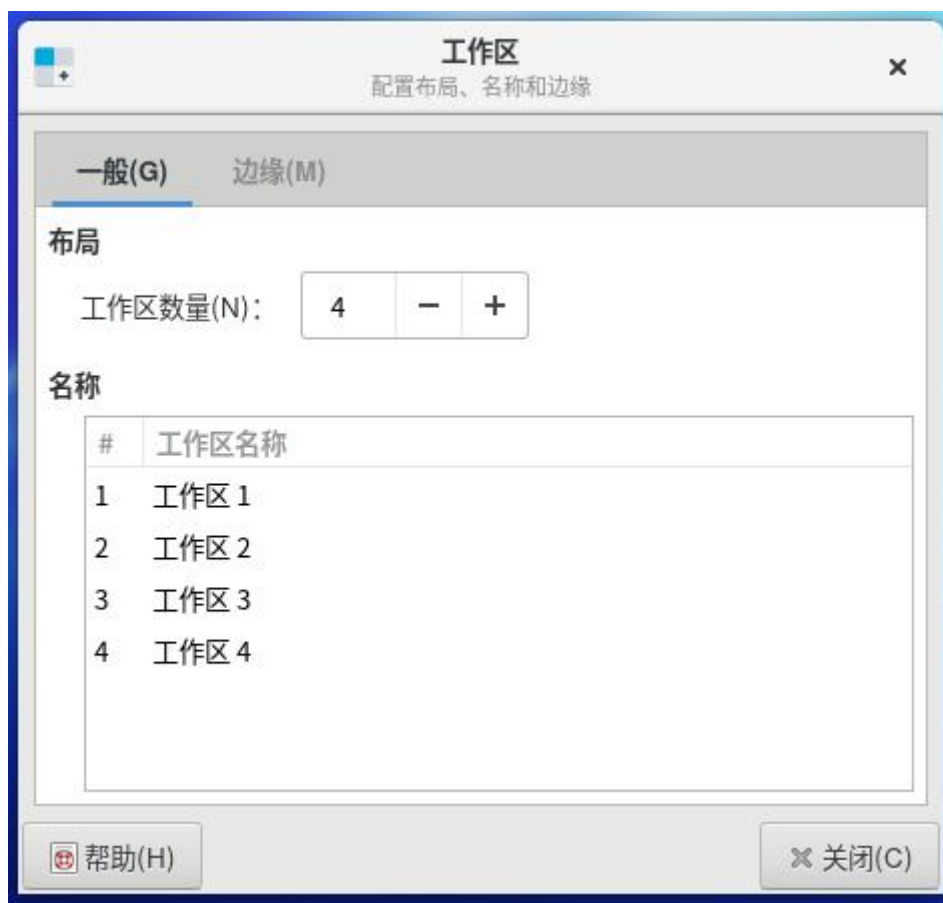 工作区
配置布局、名称和边缘
一般(G) 边缘(M)
布局
工作区数量(N)： 4 − +
名称
# 工作区名称
1 工作区 1
2 工作区 2
3 工作区 3
4 工作区 4
帮助(H) 关闭(C)